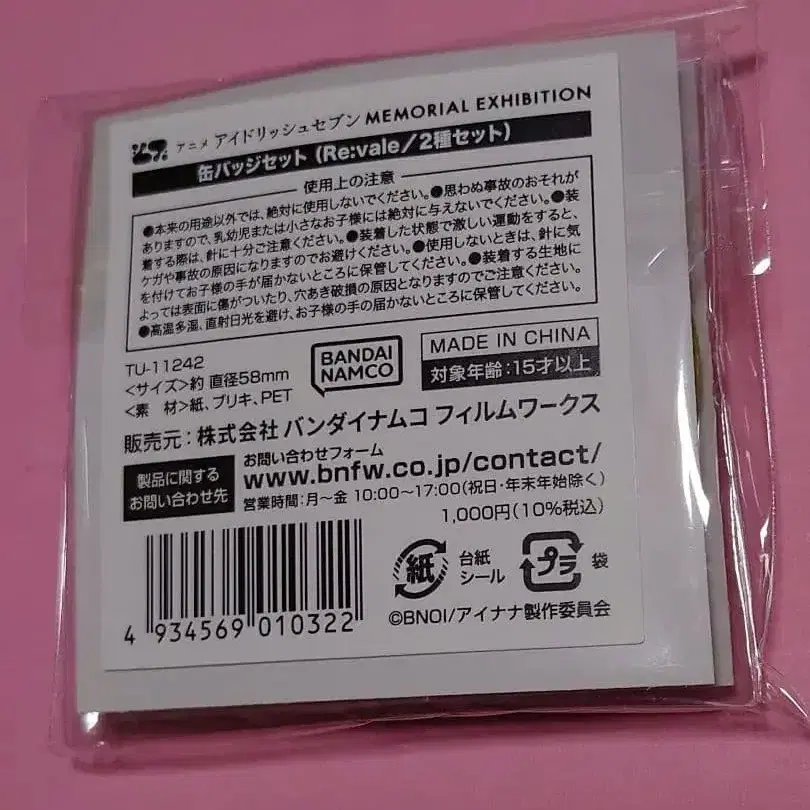 アニメ アイドリッシュセブン MEMORIAL EXHIBITION
缶バッジセット (Re:vale/2種セット)
使用上の注意
●本来の用途以外では、絶対に使用しないでください。●思わぬ事故のおそれが
ありますので、乳幼児または小さなお子様には絶対に与えないでください。●装
着する際は、針に十分ご注意ください。●装着した状態で激しい運動をすると、
ケガや事故の原因になりますのでお避けください。●使用しないときは、針に気
を付けてお子様の手が届かないところに保管してください。●装着する生地に
よっては表面に傷がついたり、穴あき破損の原因となりますのでご注意ください。
●高温多湿、直射日光を避け、お子様の手の届かないところに保管してください。
TU-11242
<サイズ>約 直径58mm
<素 材>紙、ブリキ、PET
BANDAI
NAMCO
MADE IN CHINA
対象年齢:15才以上
販売元:株式会社 バンダイナムコ フィルムワークス
製品に関する
お問い合わせ先
お問い合わせフォーム
www.bnfw.co.jp/contact/
営業時間:月~金 10:00~17:00(祝日・年末年始除く)
1,000円(10%税込)
紙
台紙
シール
プラ
袋
4 934569 010322
©BNOI/アイナナ製作委員会